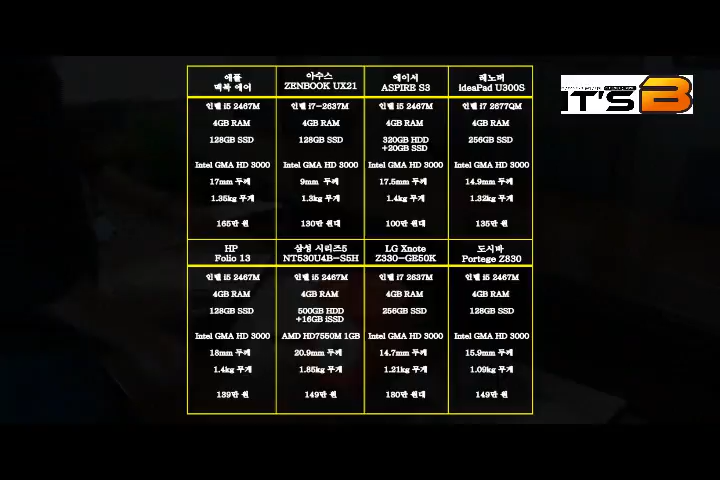 애플
맥북 에어
아수스
ZENBOOK UX21
에이서
ASPIRE S3
레노버
ideaPad U300S
인텔 i5 2467M
4GB RAM
128GB SSD
Intel GMA HD 3000
17mm 두께
1.35kg 무게
165만 원
인텔 i7-2637M
4GB RAM
128GB SSD
Intel GMA HD 3000
9mm 두께
1.3kg 무게
130만 원대
인텔 i5 2467M
4GB RAM
320GB HDD
+20GB SSD
Intel GMA HD 3000
17.5mm 두께
1.4kg 무게
100만 원대
인텔 i7 2677QM
4GB RAM
256GB SSD
Intel GMA HD 3000
14.9mm 두께
1.32kg 무게
135만 원
HP
Folio 13
삼성 시리즈5
NT530U4B-S5H
LG Xnote
Z330-GE50K
도시바
Portege Z830
인텔 i5 2467M
4GB RAM
128GB SSD
Intel GMA HD 3000
18mm 두께
1.4kg 무게
139만 원
인텔 i5 2467M
4GB RAM
500GB HDD
+16GB iSSD
AMD HD7550M 1GB
20.9mm 두께
1.85kg 무게
149만 원
인텔 i7 2637M
4GB RAM
256GB SSD
Intel GMA HD 3000
14.7mm 두께
1.21kg 무게
180만 원대
인텔 i5 2467M
4GB RAM
128GB SSD
Intel GMA HD 3000
15.9mm 두께
1.09kg 무게
149만 원
IT'S B